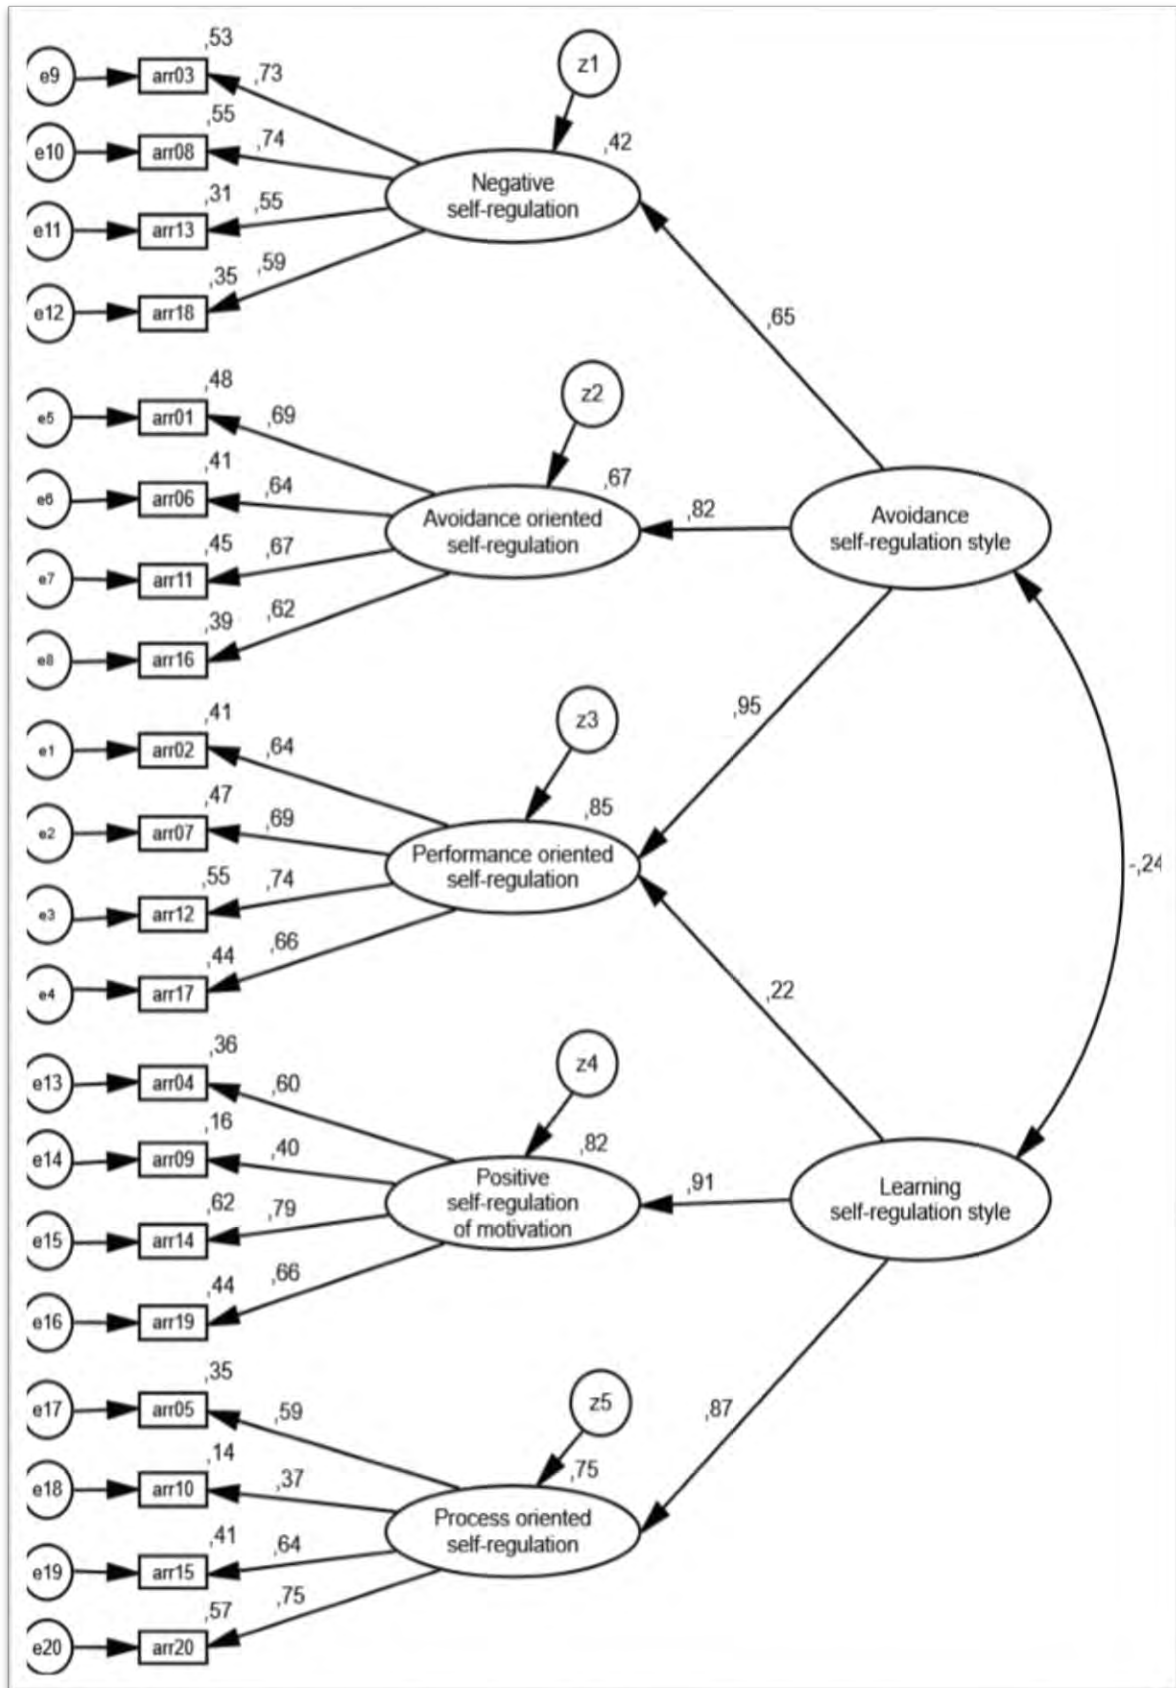 ,53
e9 arr03 ,73
z1
,55
e10 arr08 ,74
,42
Negative
self-regulation
,31
e11 arr13 ,55
,35 ,59
e12 arr18
,65
,48
e5 arr01 ,69
z2
,41
e6 arr06 ,64
,67
Avoidance oriented
self-regulation
,82
Avoidance
self-regulation style
,45
e7 arr11 ,67
,39 ,62
e8 arr16
,95
,41
e1 arr02 ,64
z3
,47
e2 arr07 ,69
,85
Performance oriented
self-regulation
-,24
,55
e3 arr12 ,74
,44 ,66
e4 arr17
,22
,36
e13 arr04 ,60
z4
,16
e14 arr09 ,40
,82
Positive
self-regulation
of motivation
,91
Learning
self-regulation style
,62
e15 arr14 ,79
,44 ,66
e16 arr19
,35
e17 arr05 ,59
z5
,87
,14
e18 arr10 ,37
,75
Process oriented
self-regulation
,41
e19 arr15 ,64
,57 ,75
e20 arr20